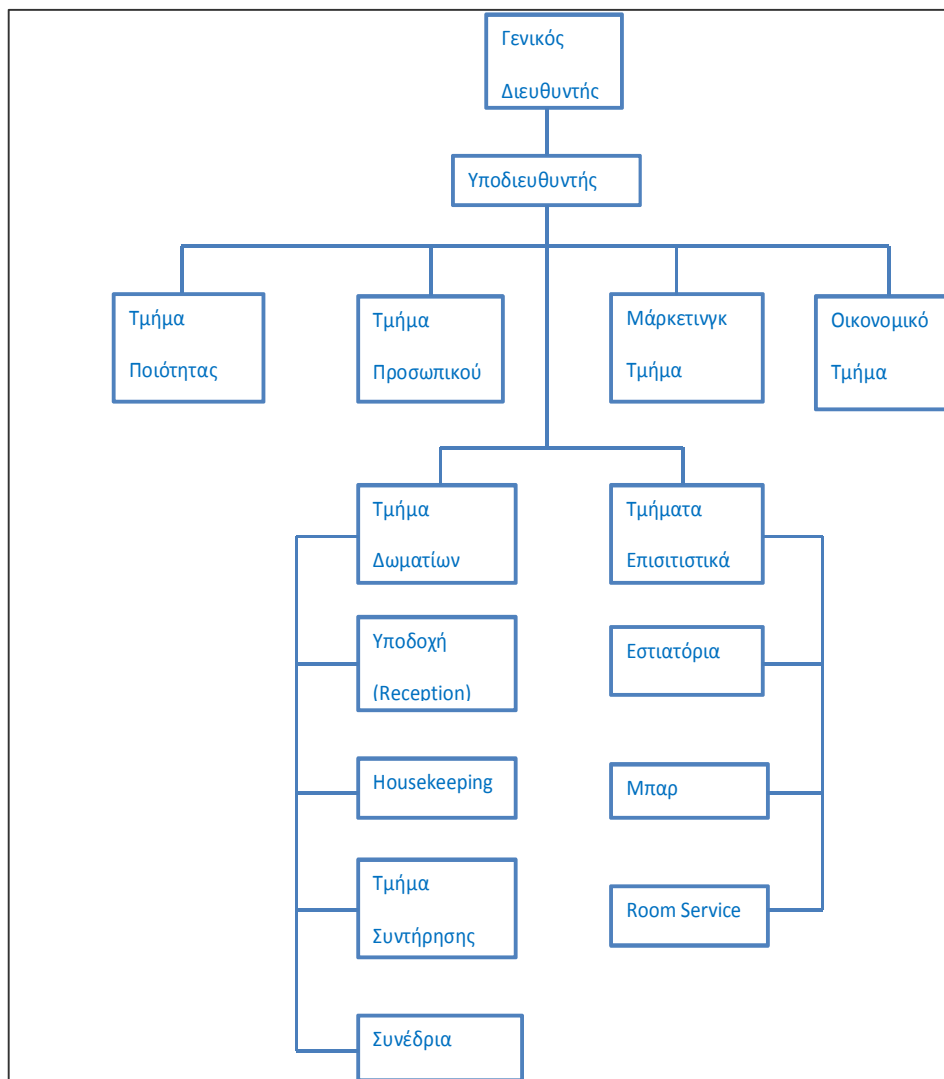 Γενικός
Διευθυντής
Υποδιευθυντής
Τμήμα
Ποιότητας
Τμήμα
Προσωπικού
Μάρκετινγκ
Τμήμα
Οικονομικό
Τμήμα
Τμήμα
Δωματίων
Τμήματα
Επισιτιστικά
Υποδοχή
(Reception)
Εστιατόρια
Housekeeping
Μπαρ
Τμήμα
Συντήρησης
Room Service
Συνέδρια